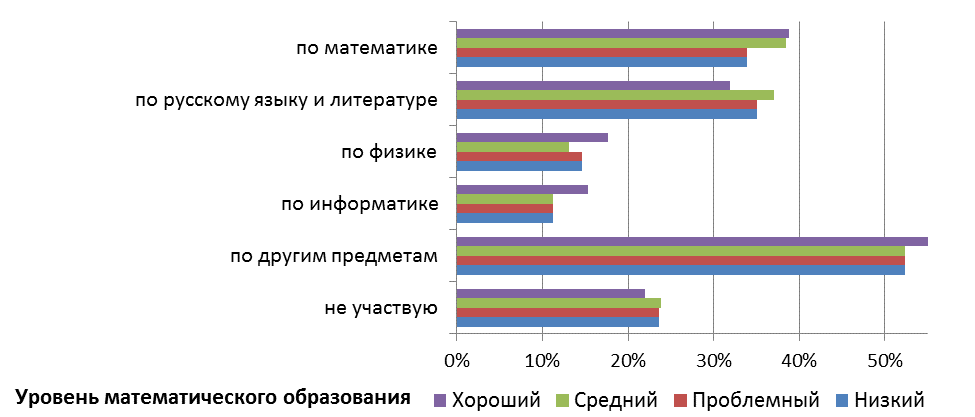 по математике
по русскому языку и литературе
по физике
по информатике
по другим предметам
не участвую
0% 10% 20% 30% 40% 50%
Уровень математического образования Хороший Средний Проблемный Низкий